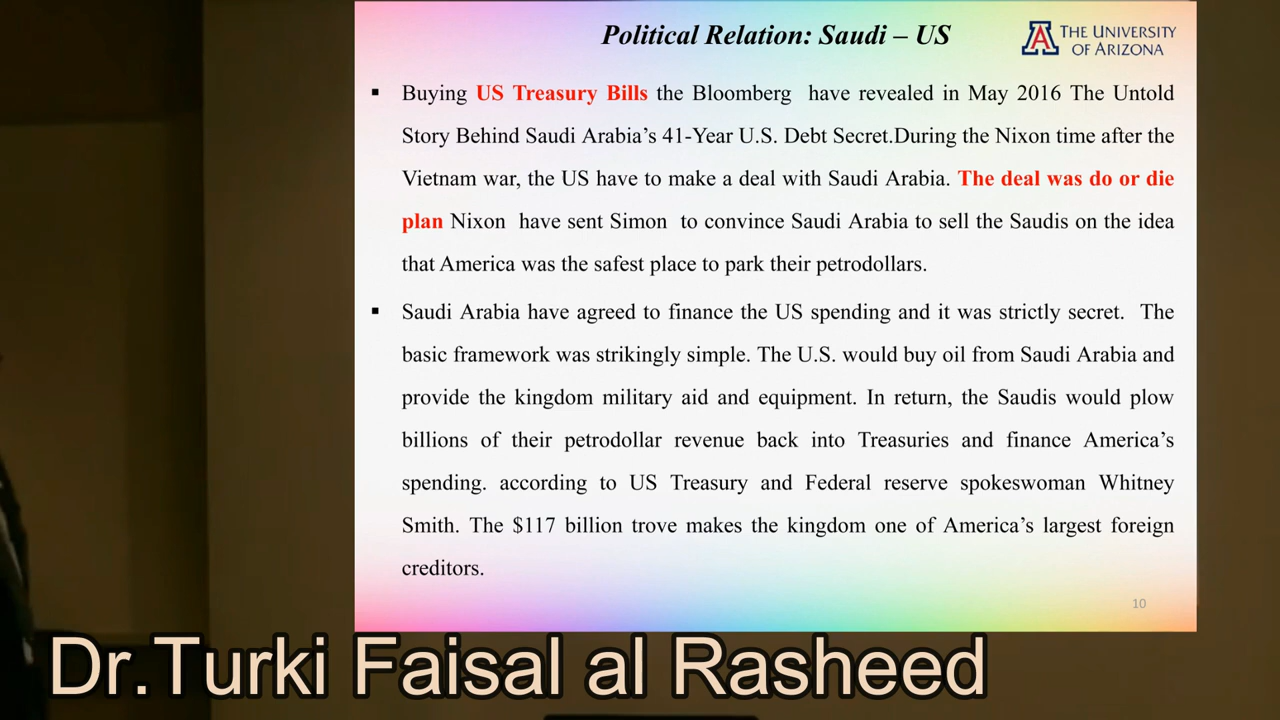 Political Relation: Saudi – US
THE UNIVERSITY
OF ARIZONA
▪ Buying US Treasury Bills the Bloomberg have revealed in May 2016 The Untold
Story Behind Saudi Arabia's 41-Year U.S. Debt Secret.During the Nixon time after the
Vietnam war, the US have to make a deal with Saudi Arabia. The deal was do or die
plan Nixon have sent Simon to convince Saudi Arabia to sell the Saudis on the idea
that America was the safest place to park their petrodollars.
▪ Saudi Arabia have agreed to finance the US spending and it was strictly secret. The
basic framework was strikingly simple. The U.S. would buy oil from Saudi Arabia and
provide the kingdom military aid and equipment. In return, the Saudis would plow
billions of their petrodollar revenue back into Treasuries and finance America's
spending. according to US Treasury and Federal reserve spokeswoman Whitney
Smith. The $117 billion trove makes the kingdom one of America's largest foreign
creditors.
10
Dr.Turki Faisal al Rasheed